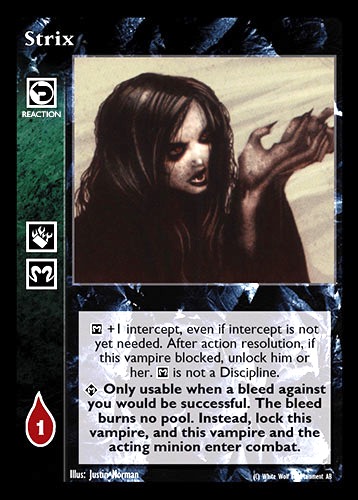 Strix
REACTION
+1 intercept, even if intercept is not
yet needed. After action resolution, if
this vampire blocked, unlock him or
her. is not a Discipline.
Only usable when a bleed against
you would be successful. The bleed
burns no pool. Instead, lock this
vampire, and this vampire and the
acting minion enter combat.
1
Illus: Justin Norman
(C) White Wolf Entertainment AB